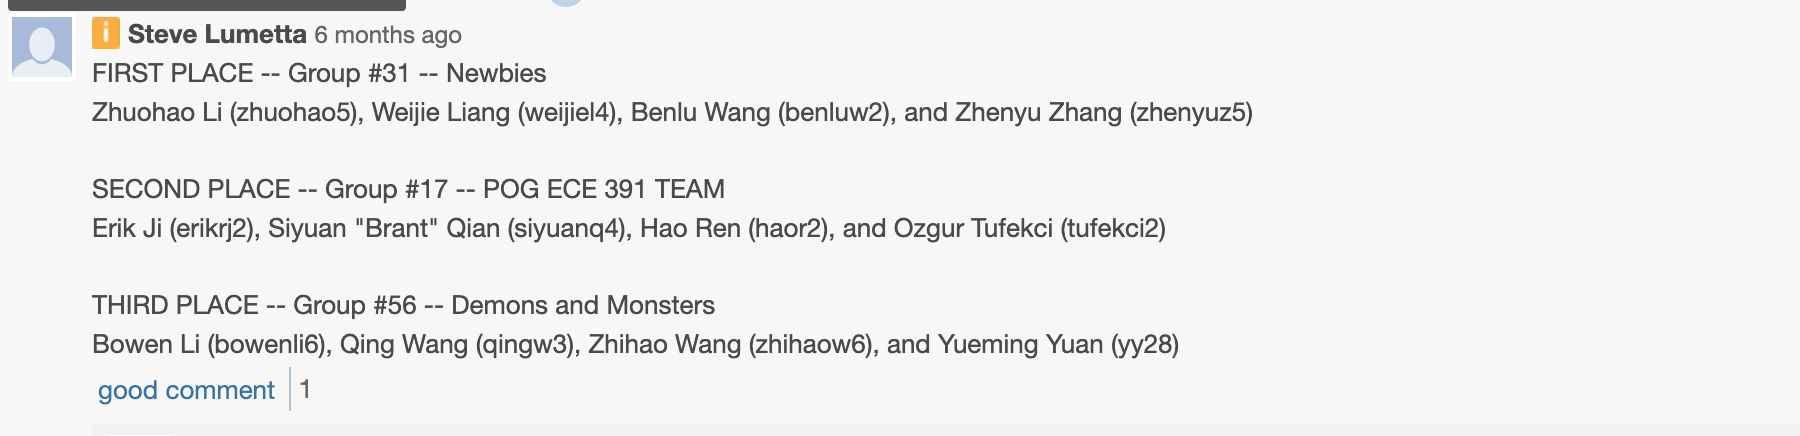 i Steve Lumetta 6 months ago
FIRST PLACE -- Group #31 -- Newbies
Zhuohao Li (zhuohao5), Weijie Liang (weijiel4), Benlu Wang (benluw2), and Zhenyu Zhang (zhenyuz5)
SECOND PLACE -- Group #17 -- POG ECE 391 TEAM
Erik Ji (erikrj2), Siyuan "Brant" Qian (siyuanq4), Hao Ren (haor2), and Ozgur Tufekci (tufekci2)
THIRD PLACE -- Group #56 -- Demons and Monsters
Bowen Li (bowenli6), Qing Wang (qingw3), Zhihao Wang (zhihaow6), and Yueming Yuan (yy28)
good comment 1